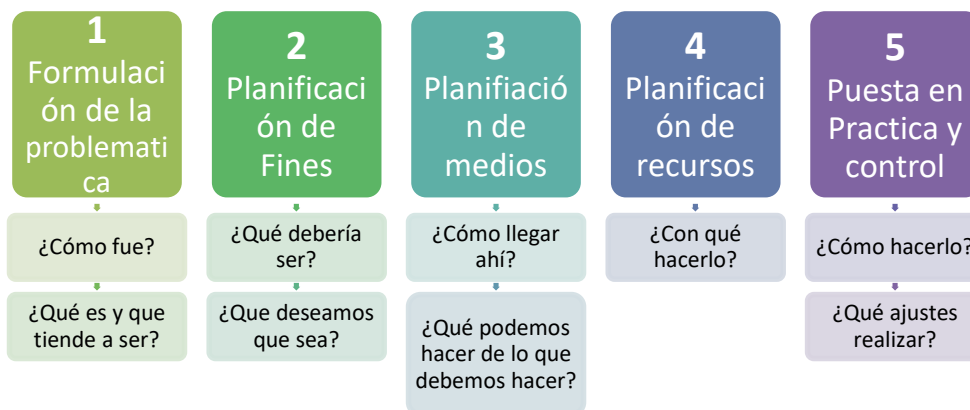 1
Formulaci
ón de la
problemati
ca
¿Cómo fue?
¿Qué es y que
tiende a ser?
2
Planificaci
ón de
Fines
¿Qué debería
ser?
¿Que deseamos
que sea?
3
Planifiació
n de
medios
¿Cómo llegar
ahí?
¿Qué podemos
hacer de lo que
debemos hacer?
4
Planificaci
ón de
recursos
¿Con qué
hacerlo?
5
Puesta en
Practica y
control
¿Cómo hacerlo?
¿Qué ajustes
realizar?